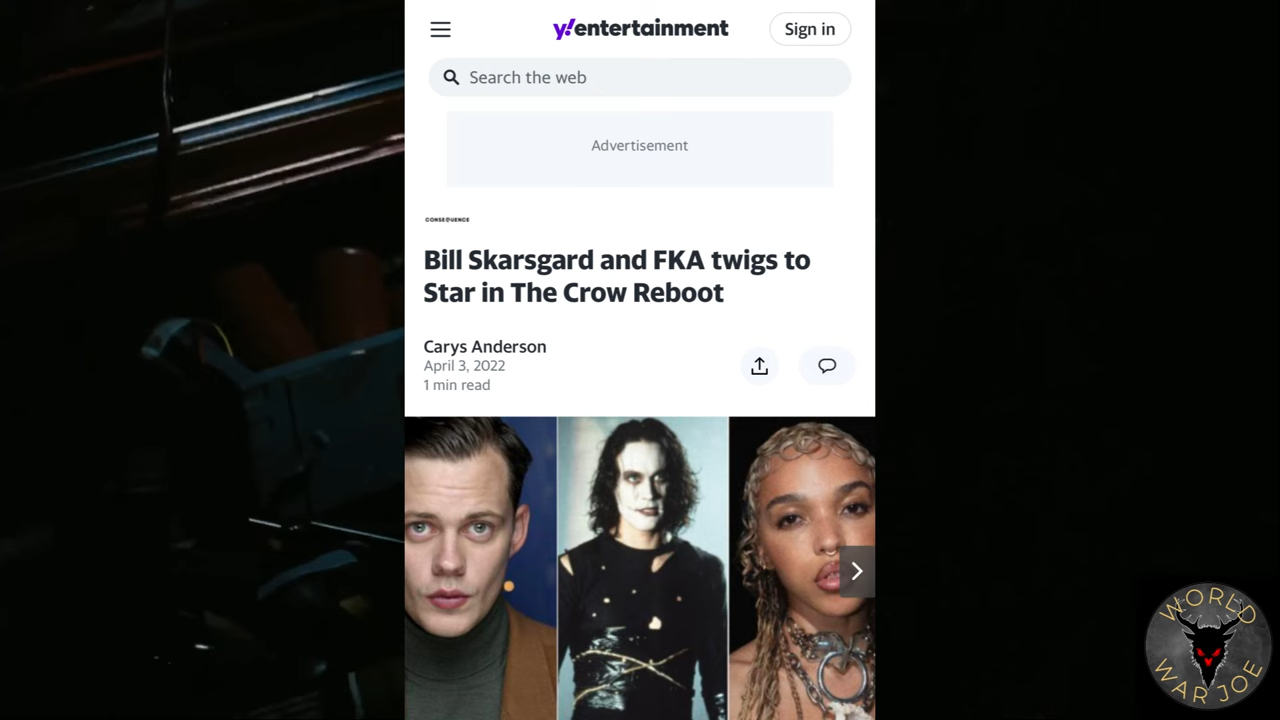 y!entertainment
Sign in
Search the web
Advertisement
CONSEQUENCE
Bill Skarsgard and FKA twigs to
Star in The Crow Reboot
Carys Anderson
April 3, 2022
1 min read
WORLD
WAR JOE